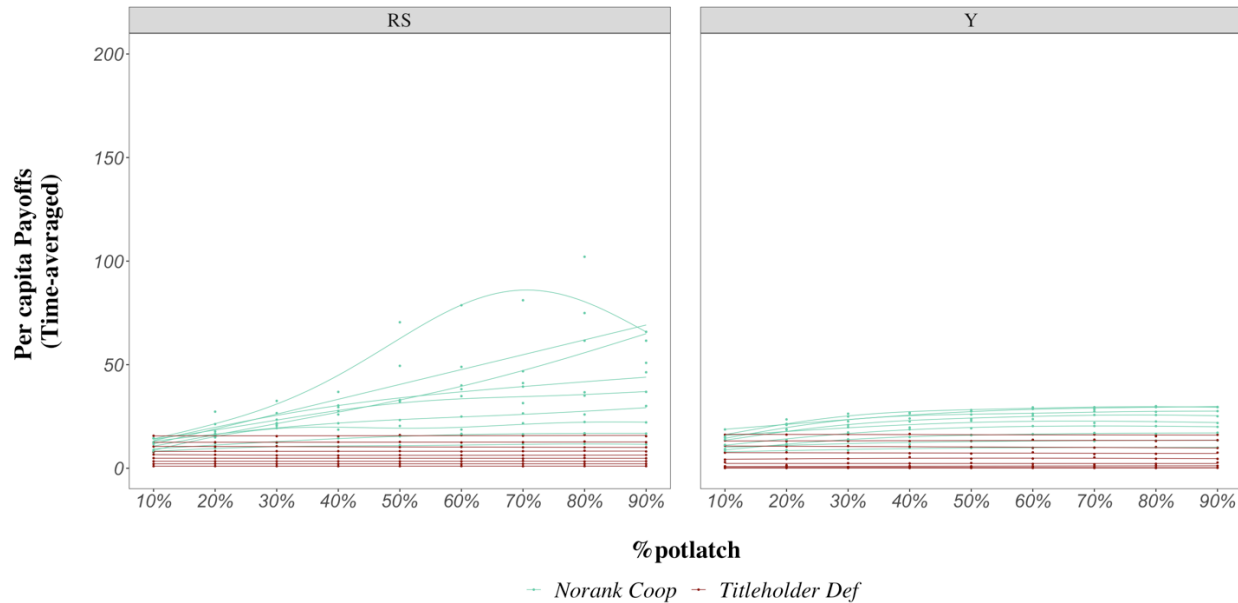 RS
Y
200
150
100
50
0
Per capita Payoffs
(Time-averaged)
10% 20% 30% 40% 50% 60% 70% 80% 90%
10% 20% 30% 40% 50% 60% 70% 80% 90%
%potlatch
Norank Coop Titleholder Def